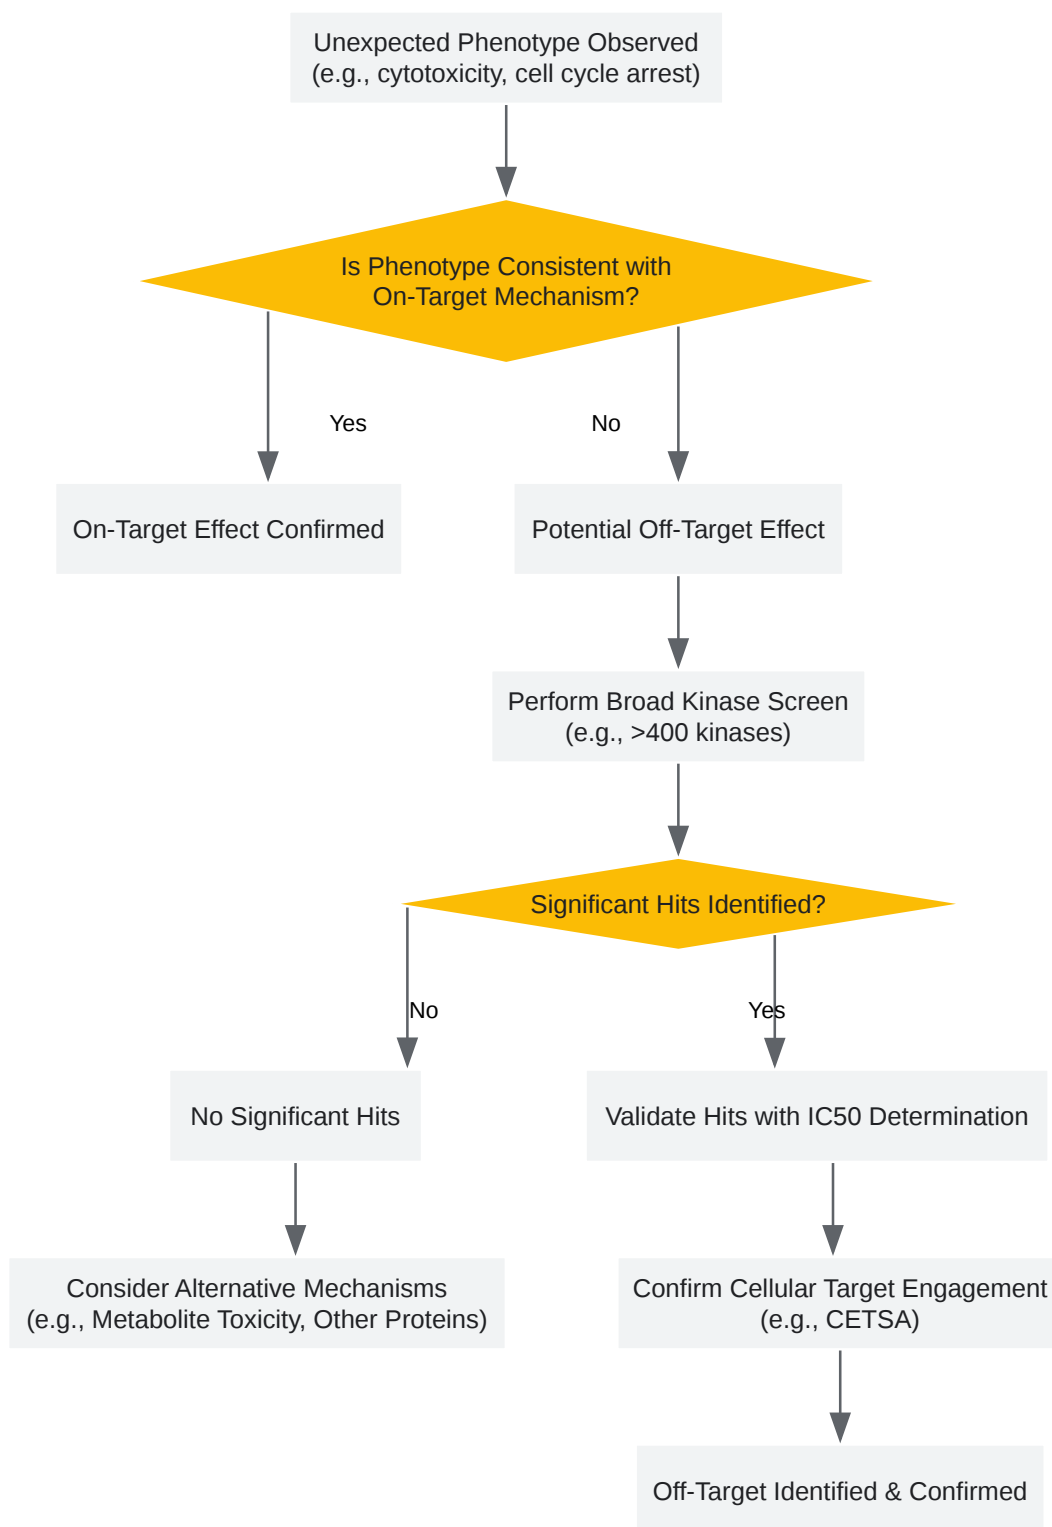 Unexpected Phenotype Observed
(e.g., cytotoxicity, cell cycle arrest)
Is Phenotype Consistent with
On-Target Mechanism?
Yes
No
On-Target Effect Confirmed
Potential Off-Target Effect
Perform Broad Kinase Screen
(e.g., >400 kinases)
Significant Hits Identified?
No
Yes
No Significant Hits
Validate Hits with IC50 Determination
Consider Alternative Mechanisms
(e.g., Metabolite Toxicity, Other Proteins)
Confirm Cellular Target Engagement
(e.g., CETSA)
Off-Target Identified & Confirmed